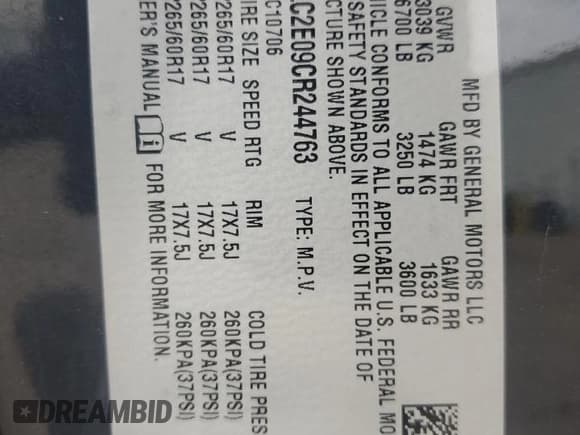 MFD BY GENERAL MOTORS LLC
GVWR GAWR FRT GAWR RR
3039 KG 1474 KG 1633 KG
6700 LB 3250 LB 3600 LB
ICLE CONFORMS TO ALL APPLICABLE U.S. FEDERAL MO
SAFETY STANDARDS IN EFFECT ON THE DATE OF
CTURE SHOWN ABOVE.
C2E09CR244763 TYPE: M.P.V.
C10706
IRE SIZE SPEED RTG RIM COLD TIRE PRES
265/60R17 V 17X7.5J 260KPA(37PSI)
265/60R17 V 17X7.5J 260KPA(37PSI)
265/60R17 V 17X7.5J 260KPA(37PSI)
ER'S MANUAL i FOR MORE INFORMATION.
DREAMBID